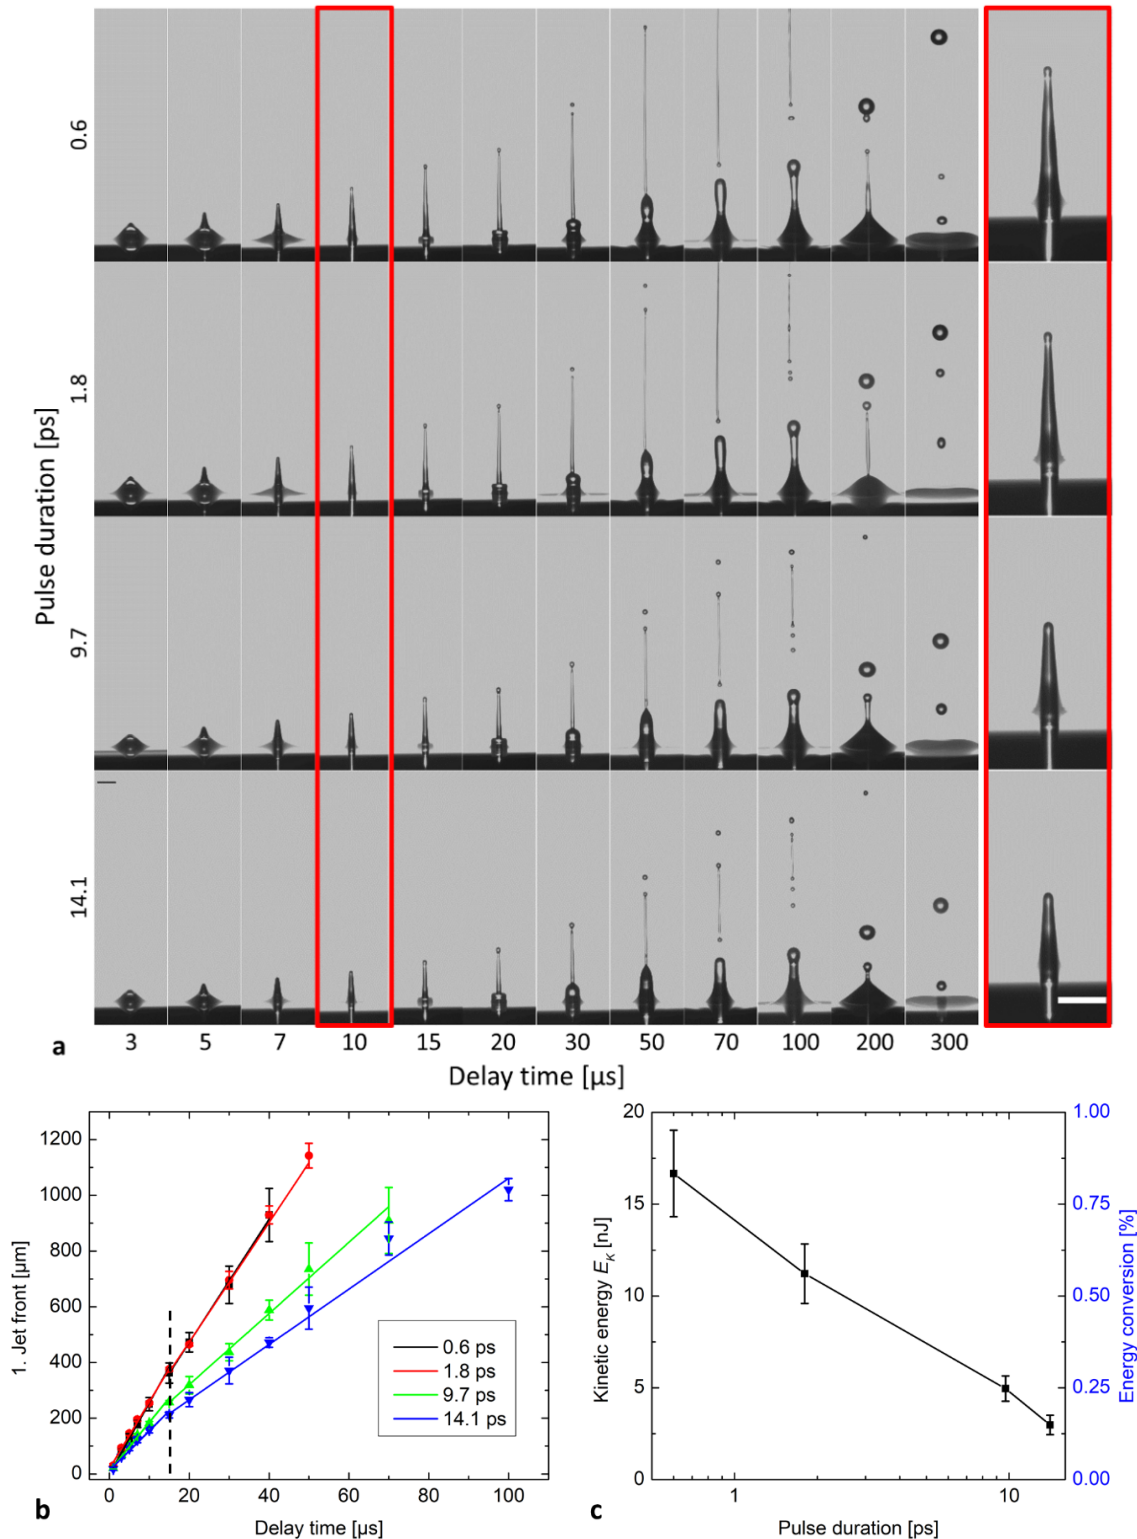 Pulse duration [ps]
0.6
1.8
9.7
14.1
a
3 5 7 10 15 20 30 50 70 100 200 300
Delay time [µs]
1. Jet front [µm]
1200
1000
800
600
400
200
0
0.6 ps
1.8 ps
9.7 ps
14.1 ps
0 20 40 60 80 100
b
Delay time [µs]
Kinetic energy E_K [nJ]
20
15
10
5
0
1.00
0.75
0.50
0.25
0.00
Energy conversion [%]
1 10
c
Pulse duration [ps]